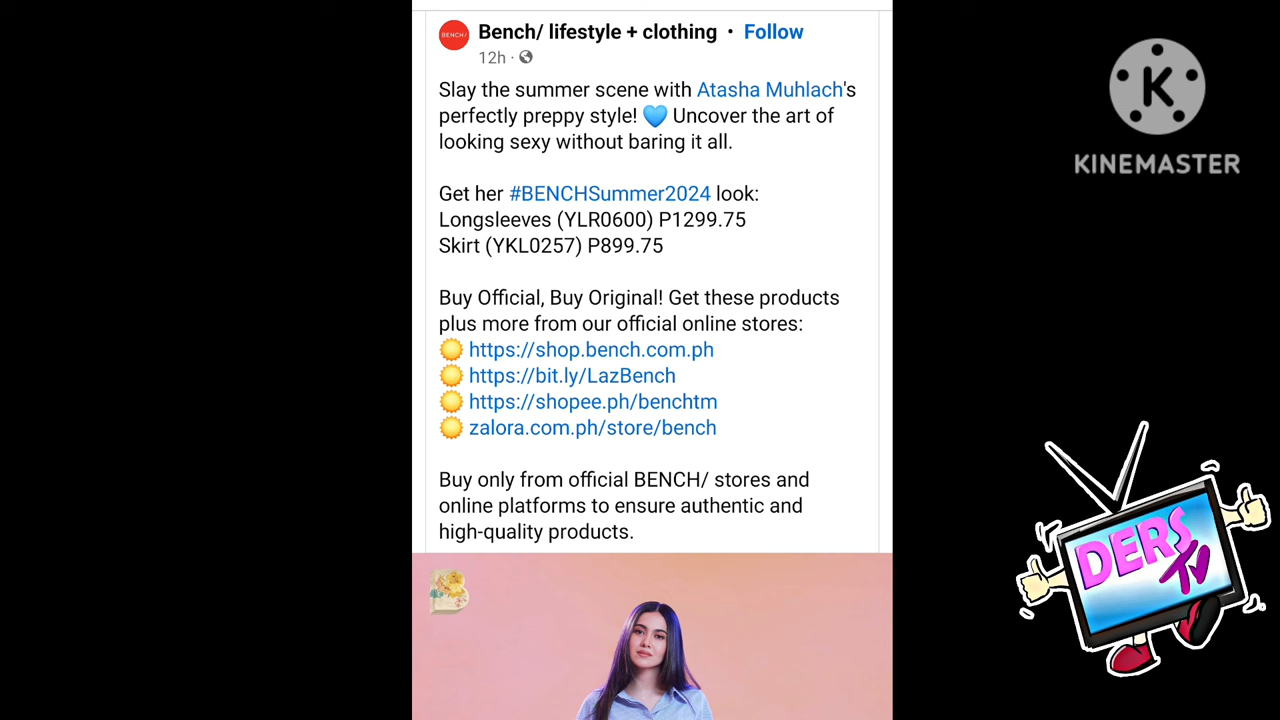 BENCH/
Bench/ lifestyle + clothing · Follow
12h ·
Slay the summer scene with Atasha Muhlach's
perfectly preppy style! 💙 Uncover the art of
looking sexy without baring it all.
Get her #BENCHSummer2024 look:
Longsleeves (YLR0600) P1299.75
Skirt (YKL0257) P899.75
Buy Official, Buy Original! Get these products
plus more from our official online stores:
https://shop.bench.com.ph
https://bit.ly/LazBench
https://shopee.ph/benchtm
zalora.com.ph/store/bench
Buy only from official BENCH/ stores and
online platforms to ensure authentic and
high-quality products.
B
K
KINEMASTER
DERS
TV